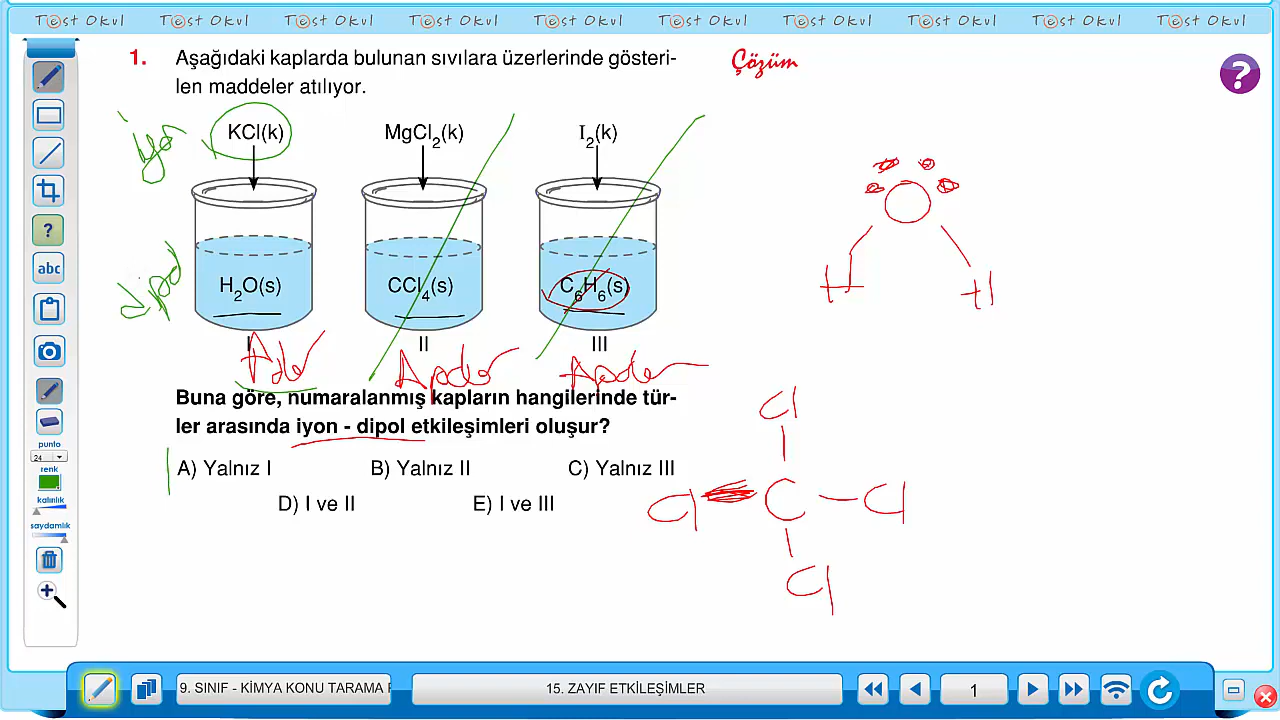 Test Okul Test Okul Test Okul Test Okul Test Okul Test Okul Test Okul Test Okul Test Okul Test Okul
1. Aşağıdaki kaplarda bulunan sıvılara üzerlerinde gösteri-
len maddeler atılıyor.
Çözüm
?
iyon
KCl(k) MgCl2(k) I2(k)
dipol
H2O(s) CCl4(s) C6H6(s)
H H
I II III
Polar Apolar Apolar
Buna göre, numaralanmış kapların hangilerinde tür-
ler arasında iyon - dipol etkileşimleri oluşur?
A) Yalnız I B) Yalnız II C) Yalnız III
D) I ve II E) I ve III
Cl
Cl C Cl
Cl
?
abc
punto
24
renk
kalınlık
saydamlık
9. SINIF - KİMYA KONU TARAMA 15. ZAYIF ETKİLEŞİMLER 1